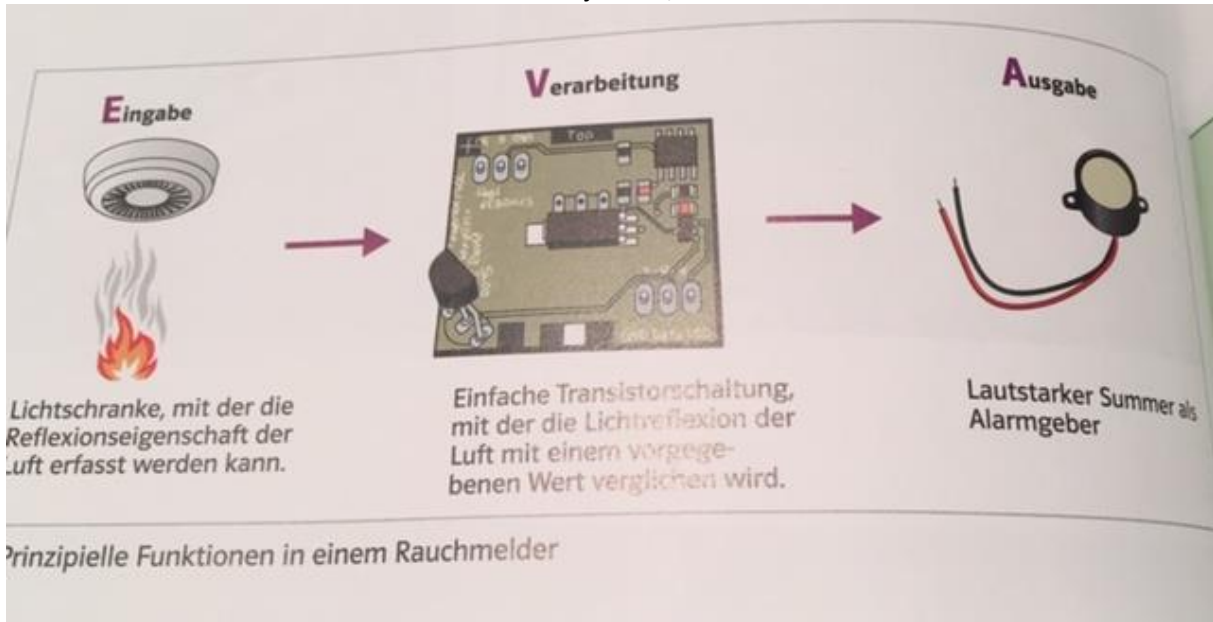 Eingabe
Verarbeitung
Ausgabe
Top
Lichtschranke, mit der die
Reflexionseigenschaft der
Luft erfasst werden kann.
Einfache Transistorschaltung,
mit der die Lichtreflexion der
Luft mit einem vorgege-
benen Wert verglichen wird.
Lautstarker Summer als
Alarmgeber
Prinzipielle Funktionen in einem Rauchmelder